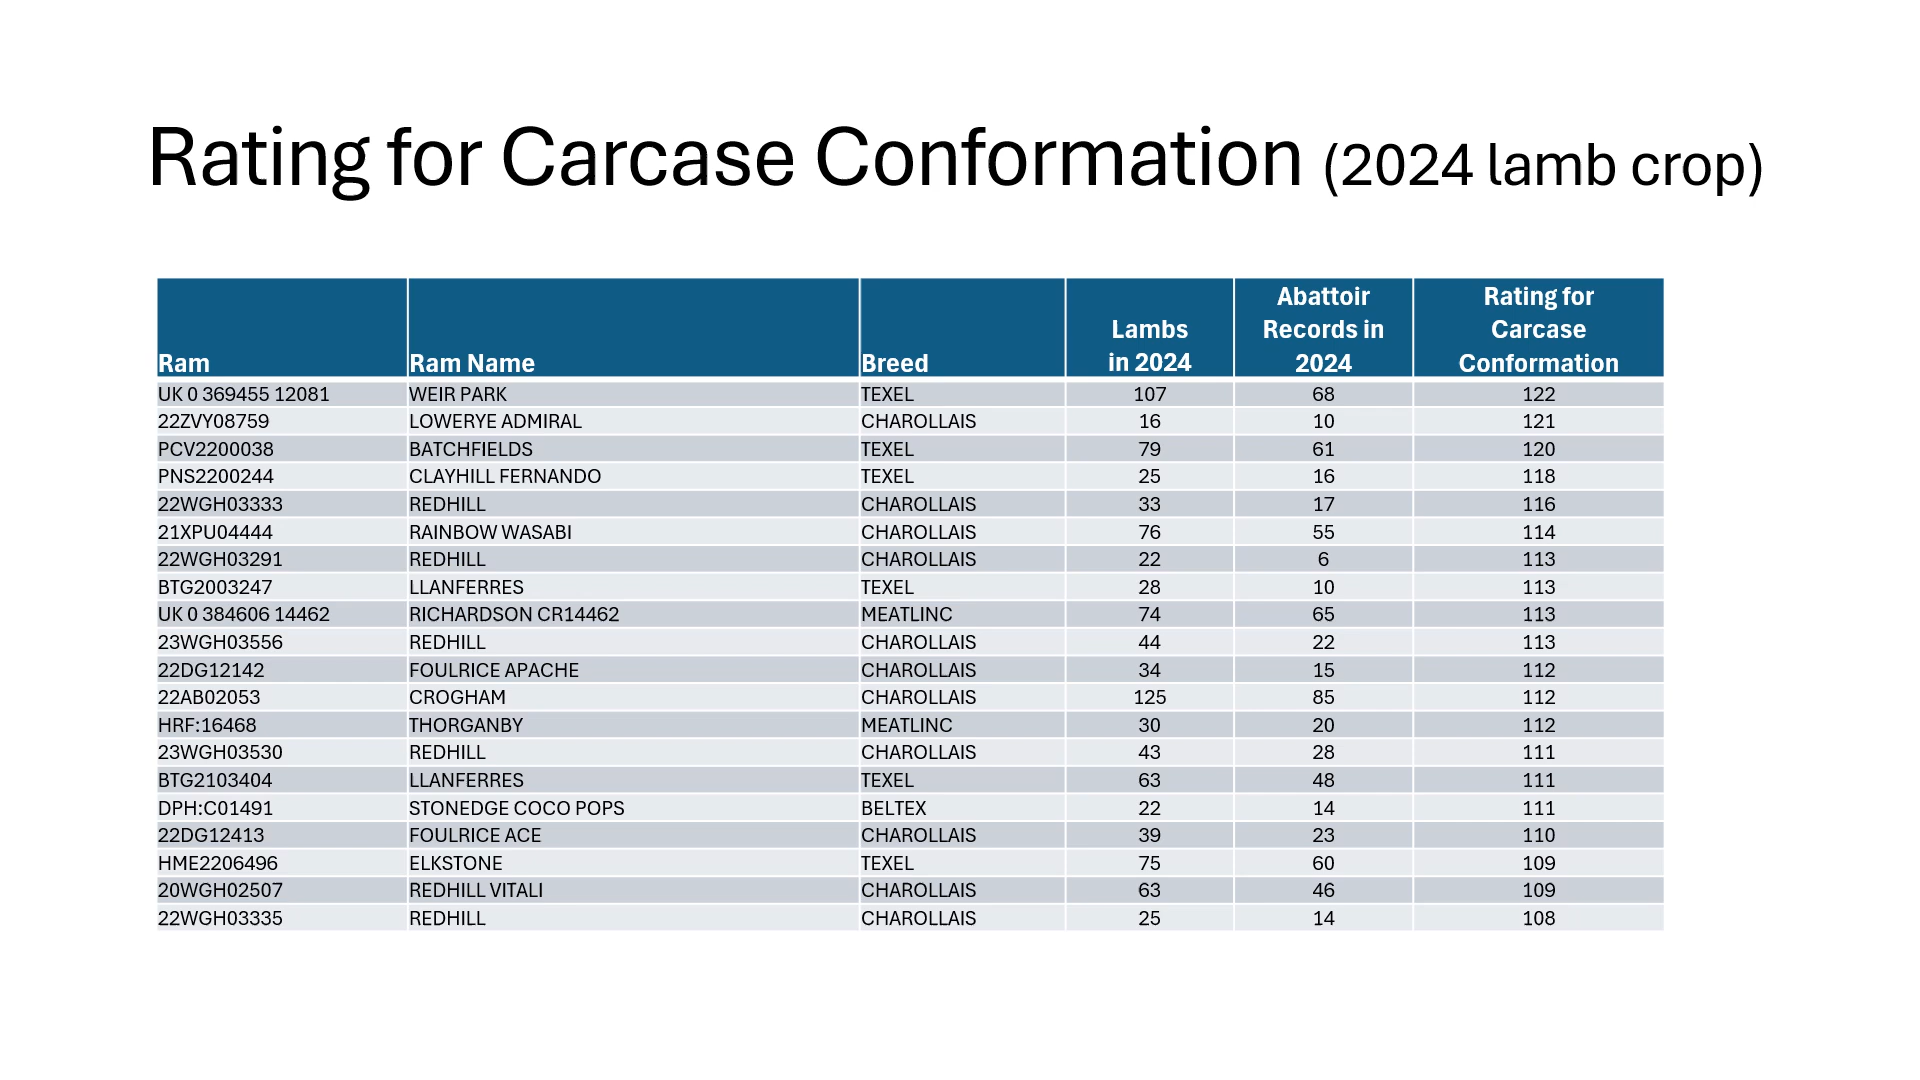 Rating for Carcase Conformation (2024 lamb crop)
Ram Ram Name Breed Lambs in 2024 Abattoir Records in 2024 Rating for Carcase Conformation
UK 0 369455 12081 WEIR PARK TEXEL 107 68 122
22ZVY08759 LOWERYE ADMIRAL CHAROLLAIS 16 10 121
PCV2200038 BATCHFIELDS TEXEL 79 61 120
PNS2200244 CLAYHILL FERNANDO TEXEL 25 16 118
22WGH03333 REDHILL CHAROLLAIS 33 17 116
21XPU04444 RAINBOW WASABI CHAROLLAIS 76 55 114
22WGH03291 REDHILL CHAROLLAIS 22 6 113
BTG2003247 LLANFERRES TEXEL 28 10 113
UK 0 384606 14462 RICHARDSON CR14462 MEATLINC 74 65 113
23WGH03556 REDHILL CHAROLLAIS 44 22 113
22DG12142 FOULRICE APACHE CHAROLLAIS 34 15 112
22AB02053 CROGHAM CHAROLLAIS 125 85 112
HRF:16468 THORGANBY MEATLINC 30 20 112
23WGH03530 REDHILL CHAROLLAIS 43 28 111
BTG2103404 LLANFERRES TEXEL 63 48 111
DPH:C01491 STONEDGE COCO POPS BELTEX 22 14 111
22DG12413 FOULRICE ACE CHAROLLAIS 39 23 110
HME2206496 ELKSTONE TEXEL 75 60 109
20WGH02507 REDHILL VITALI CHAROLLAIS 63 46 109
22WGH03335 REDHILL CHAROLLAIS 25 14 108